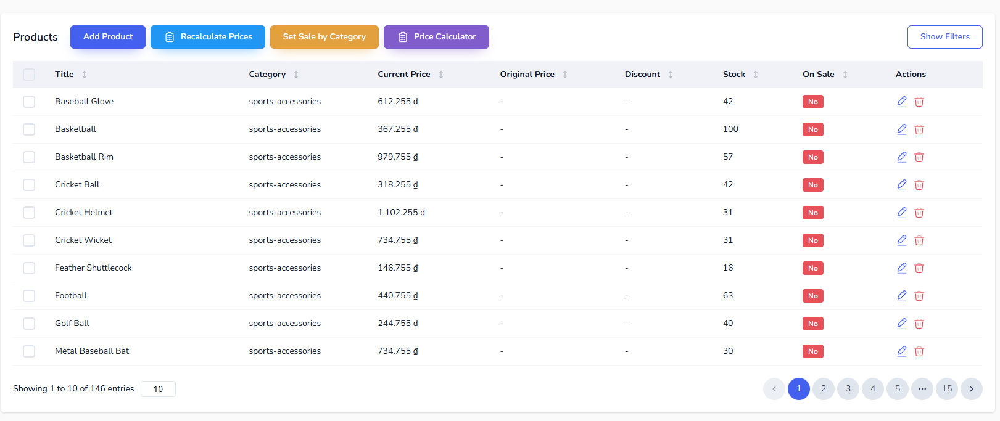 Products Add Product Recalculate Prices Set Sale by Category Price Calculator Show Filters
Title Category Current Price Original Price Discount Stock On Sale Actions
Baseball Glove sports-accessories 612.255 ₫ - - 42 No
Basketball sports-accessories 367.255 ₫ - - 100 No
Basketball Rim sports-accessories 979.755 ₫ - - 57 No
Cricket Ball sports-accessories 318.255 ₫ - - 42 No
Cricket Helmet sports-accessories 1.102.255 ₫ - - 31 No
Cricket Wicket sports-accessories 734.755 ₫ - - 31 No
Feather Shuttlecock sports-accessories 146.755 ₫ - - 16 No
Football sports-accessories 440.755 ₫ - - 63 No
Golf Ball sports-accessories 244.755 ₫ - - 40 No
Metal Baseball Bat sports-accessories 734.755 ₫ - - 30 No
Showing 1 to 10 of 146 entries 10 ‹ 1 2 3 4 5 ··· 15 ›